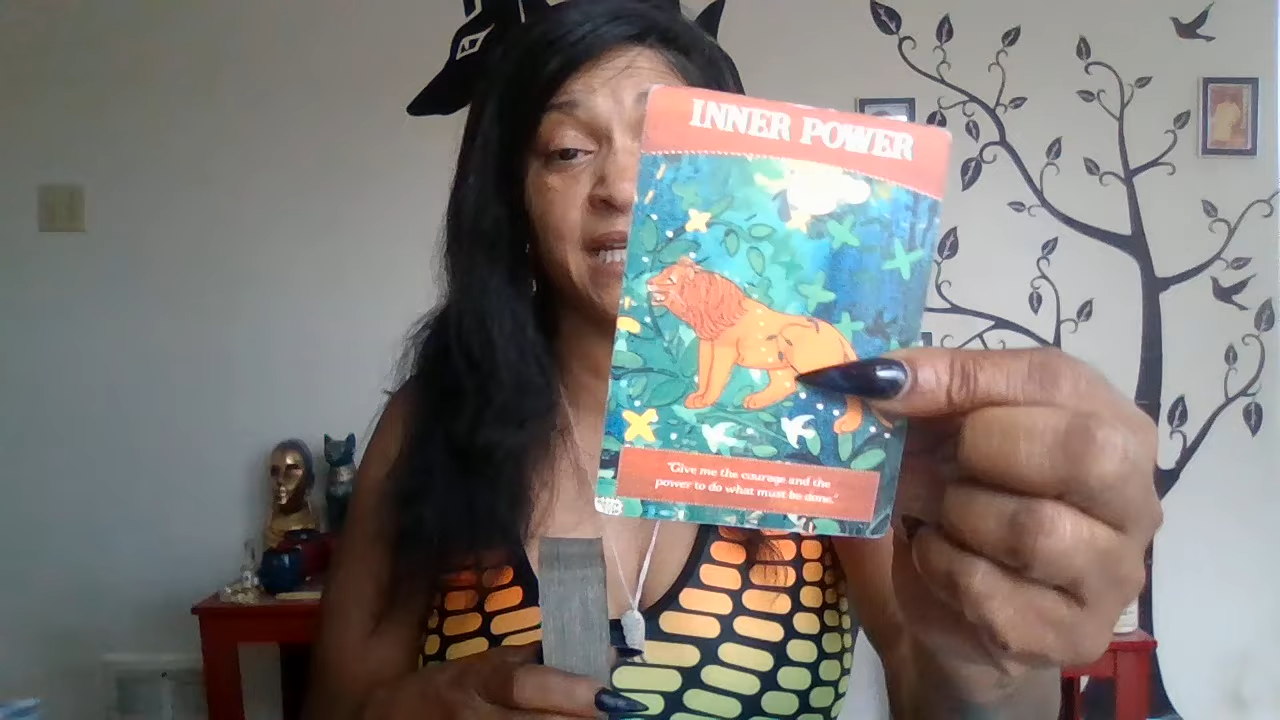 INNER POWER
"Give me the courage and the
power to do what must be done."